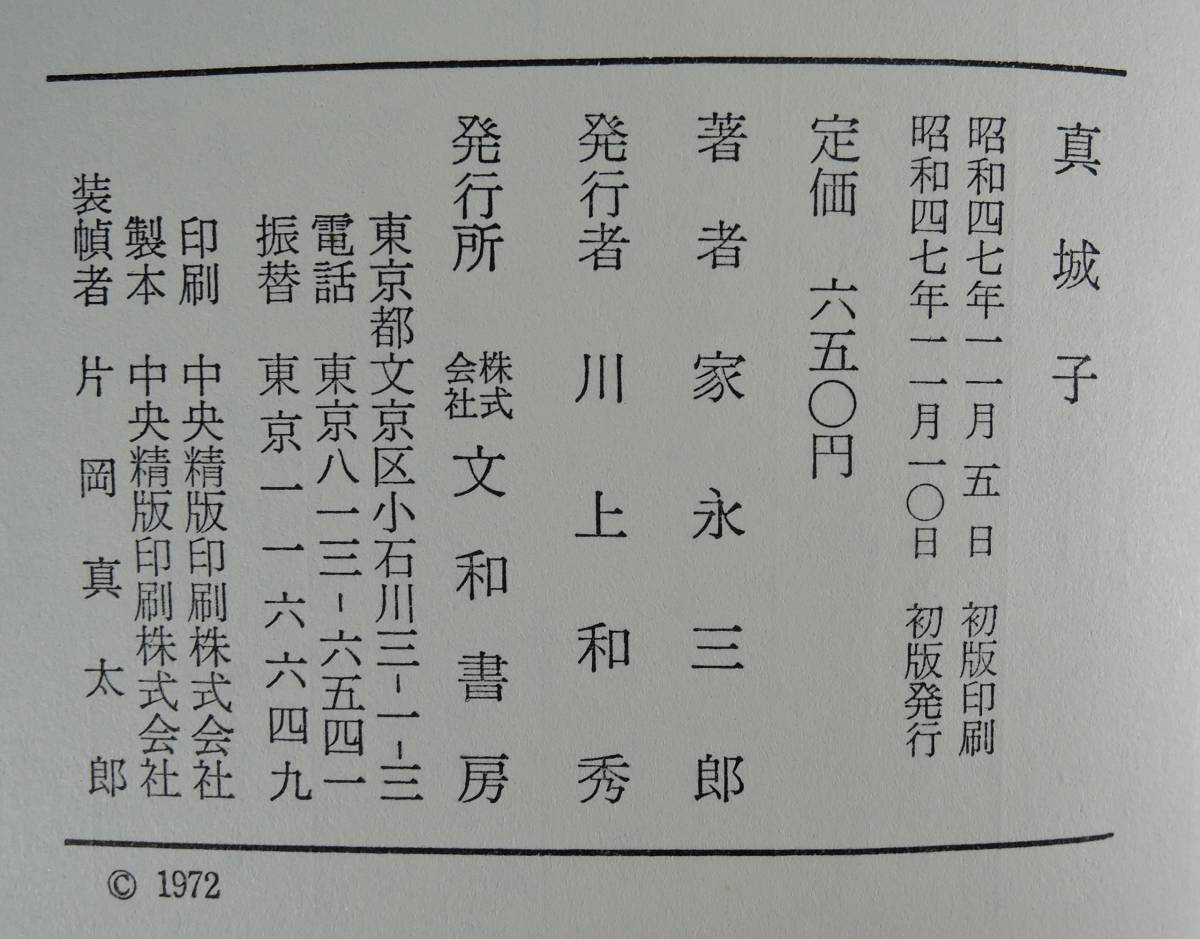 真城子
昭和四七年一一月五日 初版印刷
昭和四七年一一月一〇日 初版発行
定価 六五〇円
著者 家永三郎
発行者 川上和秀
発行所 株式会社 文和書房
東京都文京区小石川三-一-三
電話 東京八一三-六五四一
振替 東京一一六六四九
印刷 中央精版印刷株式会社
製本 中央精版印刷株式会社
装幀者 片岡真太郎
© 1972